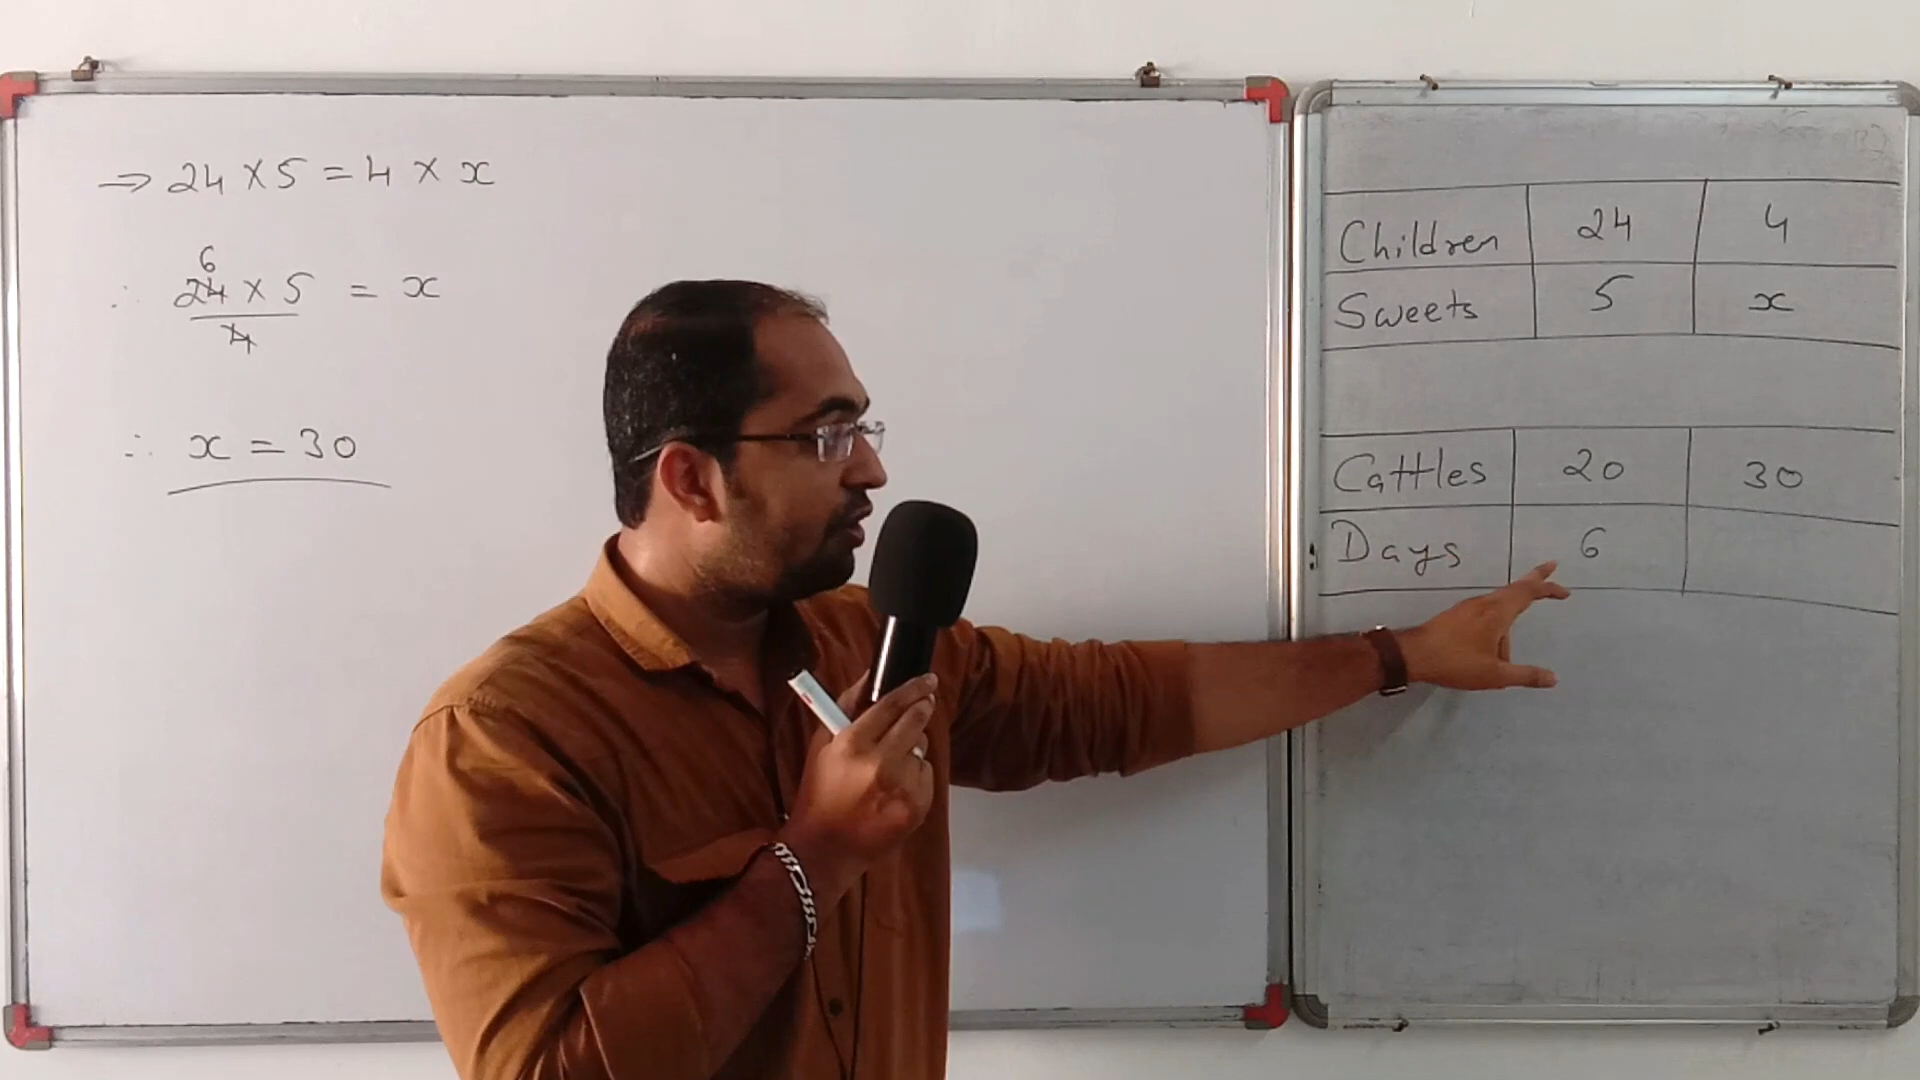 ⇒ 24 × 5 = 4 × x
6
∴ 24 × 5 = x
4
∴ x = 30
Children 24 4
Sweets 5 x
Cattles 20 30
Days 6